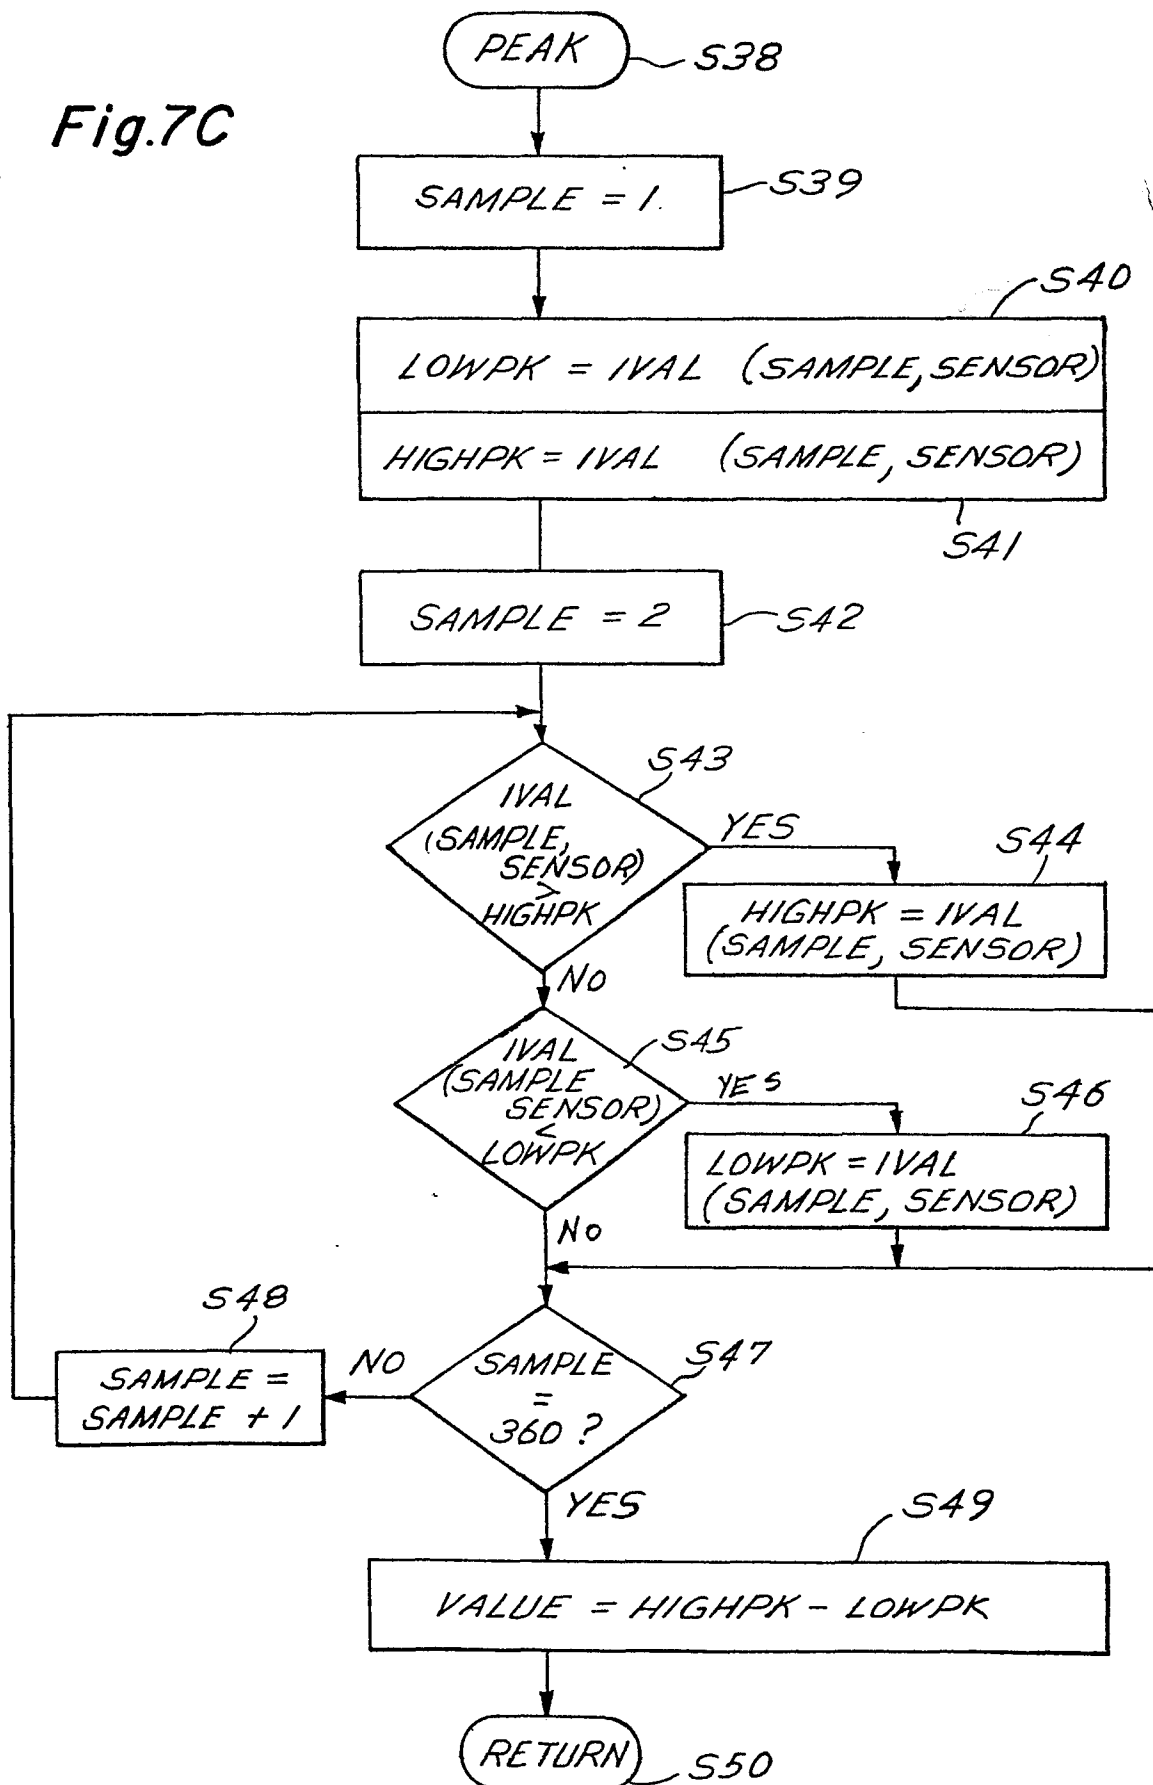 PEAK
S38
Fig.7C
SAMPLE = 1.
S39
S40
LOWPK = IVAL (SAMPLE, SENSOR)
HIGHPK = IVAL (SAMPLE, SENSOR)
S41
SAMPLE = 2
S42
S43
IVAL
(SAMPLE,
SENSOR)
>
HIGHPK
YES
S44
HIGHPK = IVAL
(SAMPLE, SENSOR)
NO
S45
IVAL
(SAMPLE
SENSOR)
<
LOWPK
YES
S46
LOWPK = IVAL
(SAMPLE, SENSOR)
NO
S48
SAMPLE =
SAMPLE + 1
NO
SAMPLE
=
360 ?
S47
YES
S49
VALUE = HIGHPK - LOWPK
RETURN
S50